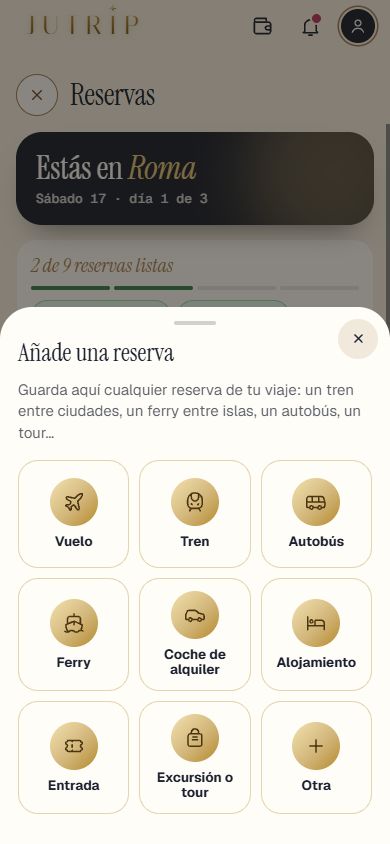 JUTRIP
Reservas
Estás en Roma
Sábado 17 · día 1 de 3
2 de 9 reservas listas
Añade una reserva
Guarda aquí cualquier reserva de tu viaje: un tren
entre ciudades, un ferry entre islas, un autobús, un
tour...
Vuelo
Tren
Autobús
Ferry
Coche de
alquiler
Alojamiento
Entrada
Excursión o
tour
Otra